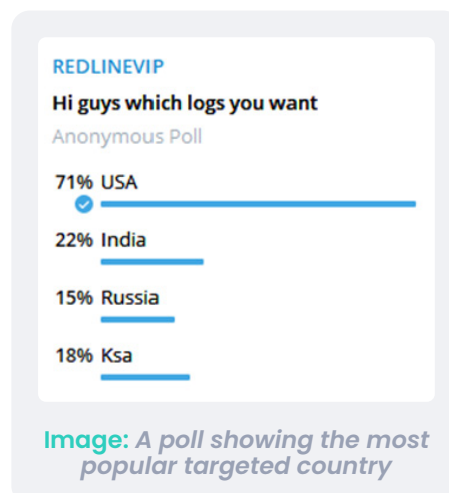 REDLINEVIP
Hi guys which logs you want
Anonymous Poll
71% USA
22% India
15% Russia
18% Ksa
Image: A poll showing the most
popular targeted country